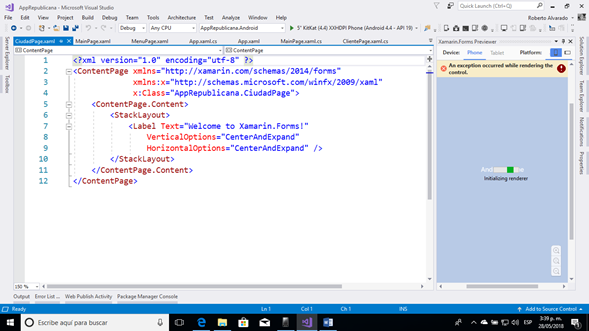 AppRepublicana - Microsoft Visual Studio
Quick Launch (Ctrl+Q)
File Edit View Project Build Debug Team Tools Architecture Test Analyze Window Help
Roberto Alvarado
Debug Any CPU AppRepublicana.Android 5" KitKat (4.4) XXHDPI Phone (Android 4.4 - API 19)
CiudadPage.xaml MainPage.xaml MenuPage.xaml App.xaml.cs App.xaml MainPage.xaml.cs ClientePage.xaml.cs
ContentPage ContentPage
1 <?xml version="1.0" encoding="utf-8" ?>
2 <ContentPage xmlns="http://xamarin.com/schemas/2014/forms"
3 xmlns:x="http://schemas.microsoft.com/winfx/2009/xaml"
4 x:Class="AppRepublicana.CiudadPage">
5 <ContentPage.Content>
6 <StackLayout>
7 <Label Text="Welcome to Xamarin.Forms!"
8 VerticalOptions="CenterAndExpand"
9 HorizontalOptions="CenterAndExpand" />
10 </StackLayout>
11 </ContentPage.Content>
12 </ContentPage>
Server Explorer
Toolbox
Xamarin.Forms Previewer
Device: Phone Tablet Platform:
An exception occurred while rendering the
control.
Initializing renderer
Solution Explorer
Team Explorer
Notifications
Properties
150 %
Output Error List ... Web Publish Activity Package Manager Console
Ready Ln 1 Col 1 Ch 1 INS Add to Source Control
Escribe aquí para buscar
ESP
3:39 p. m.
28/05/2018